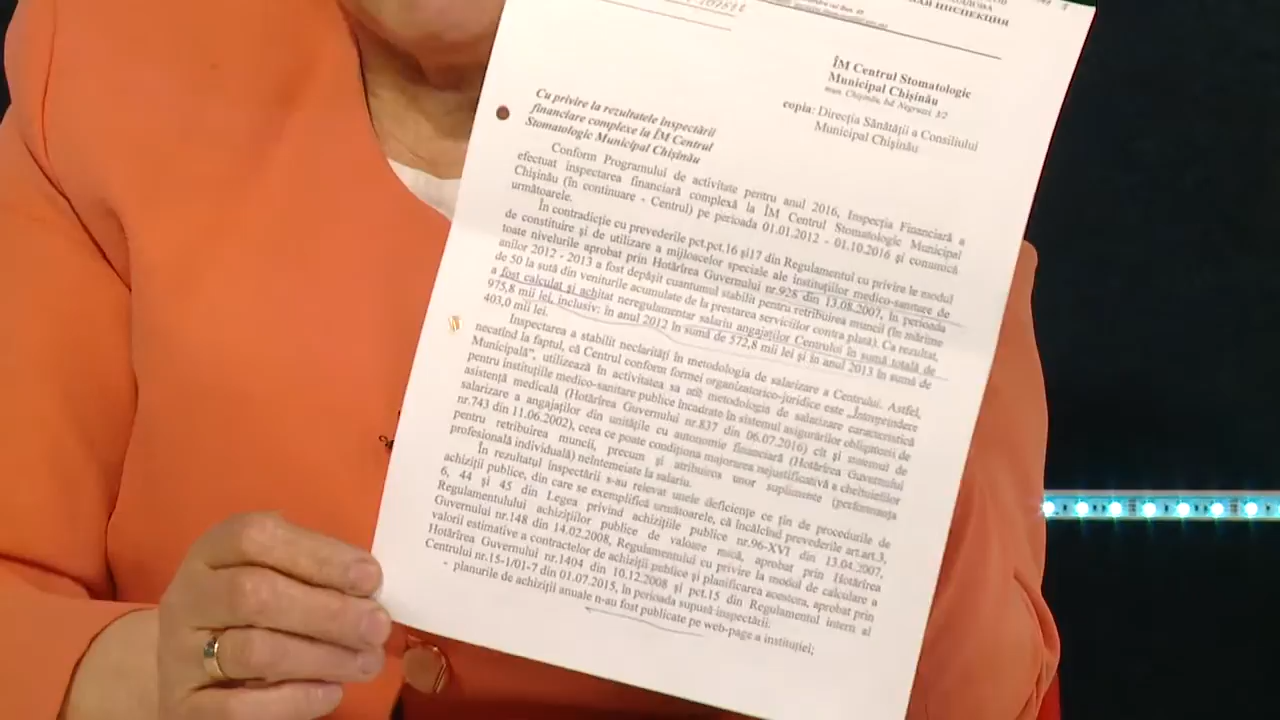 КАЯ ИНСПЕКЦИЯ
ÎM Centrul Stomatologic
Municipal Chişinău
mun. Chişinău, bd. Negruzzi 3/2
copia: Direcţia Sănătăţii a Consiliului
Municipal Chişinău
Cu privire la rezultatele inspectării
financiare complexe la ÎM Centrul
Stomatologic Municipal Chişinău
Conform Programului de activitate pentru anul 2016, Inspecţia Financiară a
efectuat inspectarea financiară complexă la ÎM Centrul Stomatologic Municipal
Chişinău (în continuare - Centrul) pe perioada 01.01.2012 - 01.10.2016 şi comunică
următoarele.
În contradicţie cu prevederile pct.pct.16 şi17 din Regulamentul cu privire le modul
de constituire şi de utilizare a mijloacelor speciale ale instituţiilor medico-sanitare de
toate nivelurile aprobat prin Hotărîrea Guvernului nr.928 din 13.08.2007, în perioada
anilor 2012 - 2013 a fost depăşit cuantumul stabilit pentru retribuirea muncii (în mărime
de 50 la sută din veniturile acumulate de la prestarea serviciilor contra plată). Ca rezultat,
a fost calculat şi achitat neregulamentar salariu angajaţilor Centrului în sumă totală de
975,8 mii lei, inclusiv: în anul 2012 în sumă de 572,8 mii lei şi în anul 2013 în sumă de
403,0 mii lei.
Inspectarea a stabilit neclarităţi în metodologia de salarizare a Centrului. Astfel,
necatînd la faptul, că Centrul conform formei organizatorico-juridice este „Întreprindere
Municipală”, utilizează în activitatea sa atît metodologia de salarizare caracteristică
pentru instituţiile medico-sanitare publice încadrate în sistemul asigurărilor obligatorii de
asistenţă medicală (Hotărîrea Guvernului nr.837 din 06.07.2016) cît şi sistemul de
salarizare a angajaţilor din unităţile cu autonomie financiară (Hotărîrea Guvernului
nr.743 din 11.06.2002), ceea ce poate condiţiona majorarea nejustificativă a cheltuielilor
pentru retribuirea muncii, precum şi atribuirea unor suplimente (performanţa
profesională individuală) neîntemeiate la salariu.
În rezultatul inspectării s-au relevat unele deficienţe ce ţin de procedurile de
achiziţii publice, din care se exemplifică următoarele, că încălcînd prevederile art.art.3,
6, 44 şi 45 din Legea privind achiziţiile publice nr.96-XVI din 13.04.2007,
Regulamentului achiziţiilor publice de valoare mică, aprobat prin Hotărîrea
Guvernului nr.148 din 14.02.2008, Regulamentului cu privire la modul de calculare a
valorii estimative a contractelor de achiziţii publice şi planificarea acestora, aprobat prin
Hotărîrea Guvernului nr.1404 din 10.12.2008 şi pct.15 din Regulamentul intern al
Centrului nr.15-1/01-7 din 01.07.2015, în perioada supusă inspectării:
- planurile de achiziţii anuale n-au fost publicate pe web-page a instituţiei;